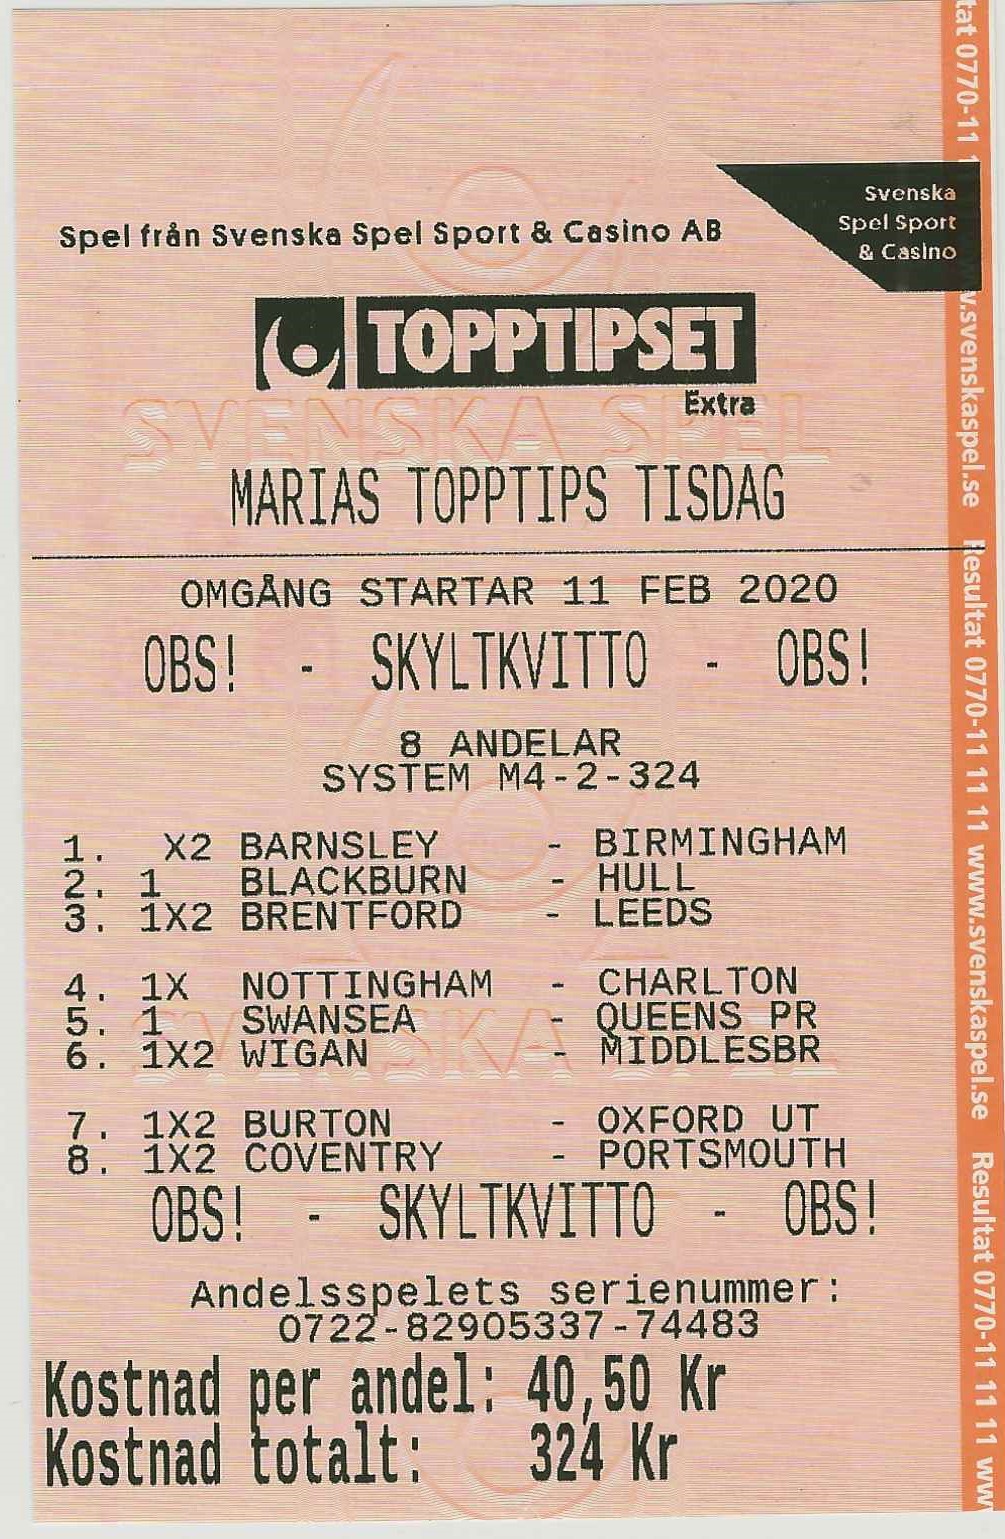 Svenska
Spel Sport
& Casino
Spel från Svenska Spel Sport & Casino AB
TOPPTIPSET
Extra
SVENSKA SPEL
MARIAS TOPPTIPS TISDAG
OMGÅNG STARTAR 11 FEB 2020
OBS! - SKYLTKVITTO - OBS!
8 ANDELAR
SYSTEM M4-2-324
1. X2 BARNSLEY - BIRMINGHAM
2. 1 BLACKBURN - HULL
3. 1X2 BRENTFORD - LEEDS
4. 1X NOTTINGHAM - CHARLTON
5. 1 SWANSEA - QUEENS PR
6. 1X2 WIGAN - MIDDLESBR
SVENSKA SPEL
7. 1X2 BURTON - OXFORD UT
8. 1X2 COVENTRY - PORTSMOUTH
OBS! - SKYLTKVITTO - OBS!
Andelsspelets serienummer:
0722-82905337-74483
Kostnad per andel: 40,50 Kr
Kostnad totalt: 324 Kr
tat 0770-11 1 w.svenskaspel.se Resultat 0770-11 11 11 www.svenskaspel.se Resultat 0770-11 11 11 ww